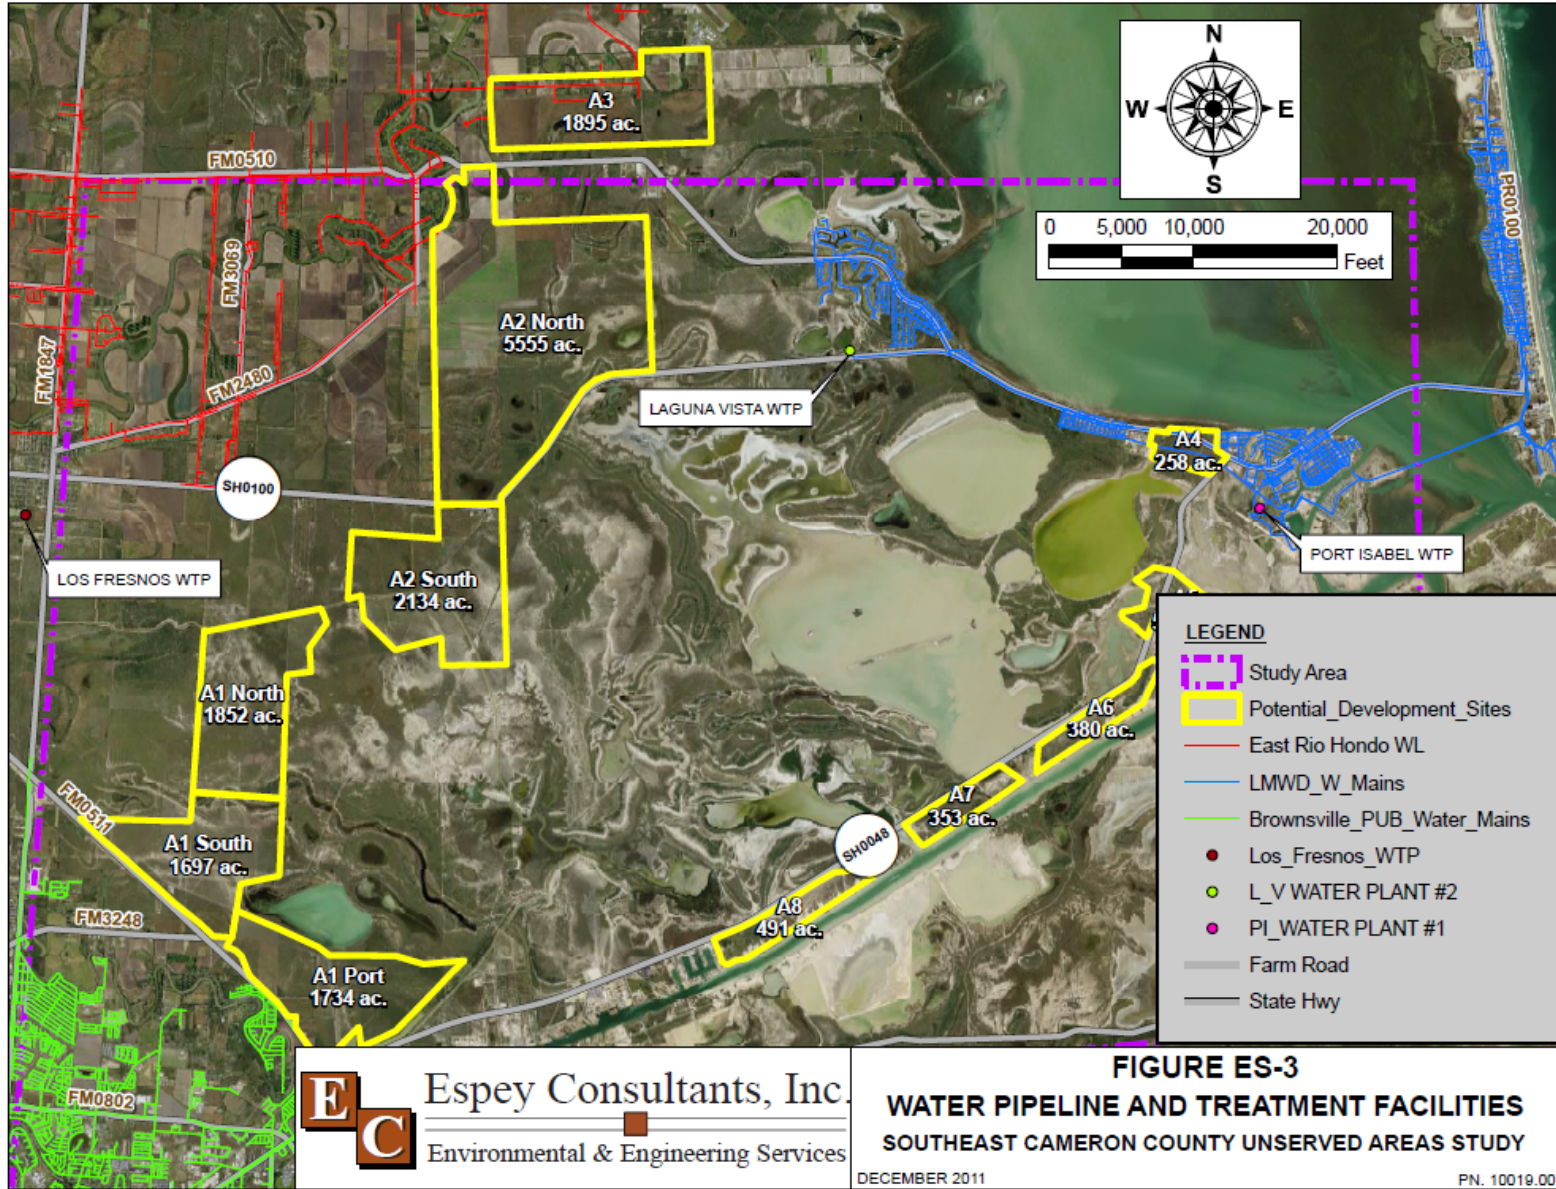 N
W
E
S
0 5,000 10,000 20,000
Feet
A3
1895 ac.
FM0510
PR0100
FM3069
A2 North
5555 ac.
FM1847
FM2480
LAGUNA VISTA WTP
A4
258 ac.
SH0100
PORT ISABEL WTP
LOS FRESNOS WTP
A2 South
2134 ac.
A1 North
1852 ac.
A6
380 ac.
A7
353 ac.
FM0511
SH0048
A1 South
1697 ac.
A8
491 ac.
FM3248
A1 Port
1734 ac.
FM0802
LEGEND
Study Area
Potential_Development_Sites
East Rio Hondo WL
LMWD_W_Mains
Brownsville_PUB_Water_Mains
Los_Fresnos_WTP
L_V WATER PLANT #2
PI_WATER PLANT #1
Farm Road
State Hwy
EC
Espey Consultants, Inc.
Environmental & Engineering Services
FIGURE ES-3
WATER PIPELINE AND TREATMENT FACILITIES
SOUTHEAST CAMERON COUNTY UNSERVED AREAS STUDY
DECEMBER 2011
PN. 10019.00